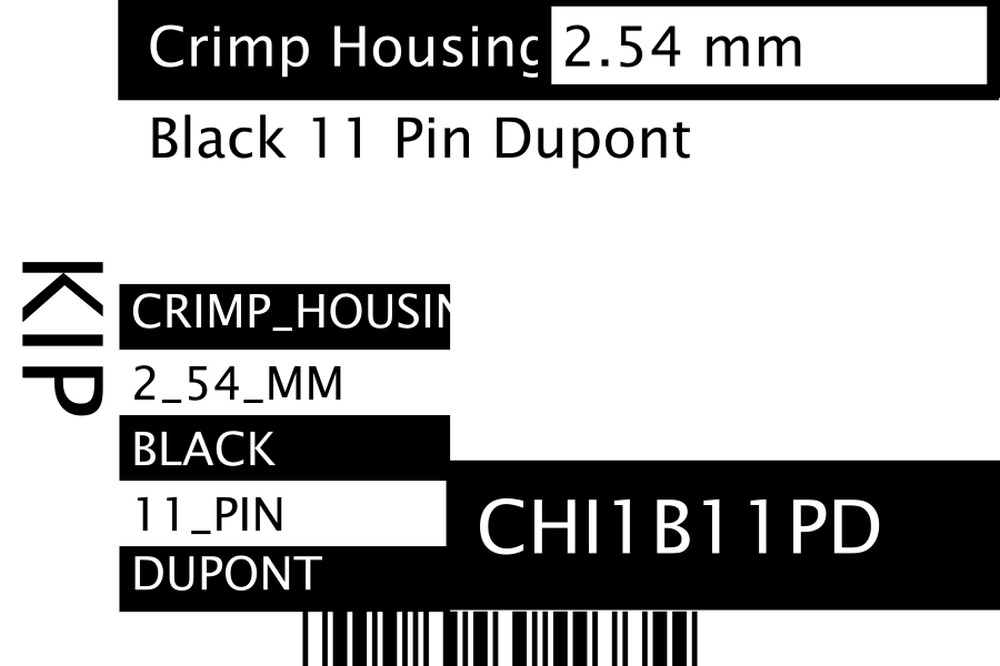 Crimp Housing 2.54 mm
Black 11 Pin Dupont
KIP
CRIMP_HOUSIN
2_54_MM
BLACK
11_PIN
DUPONT
CHI1B11PD